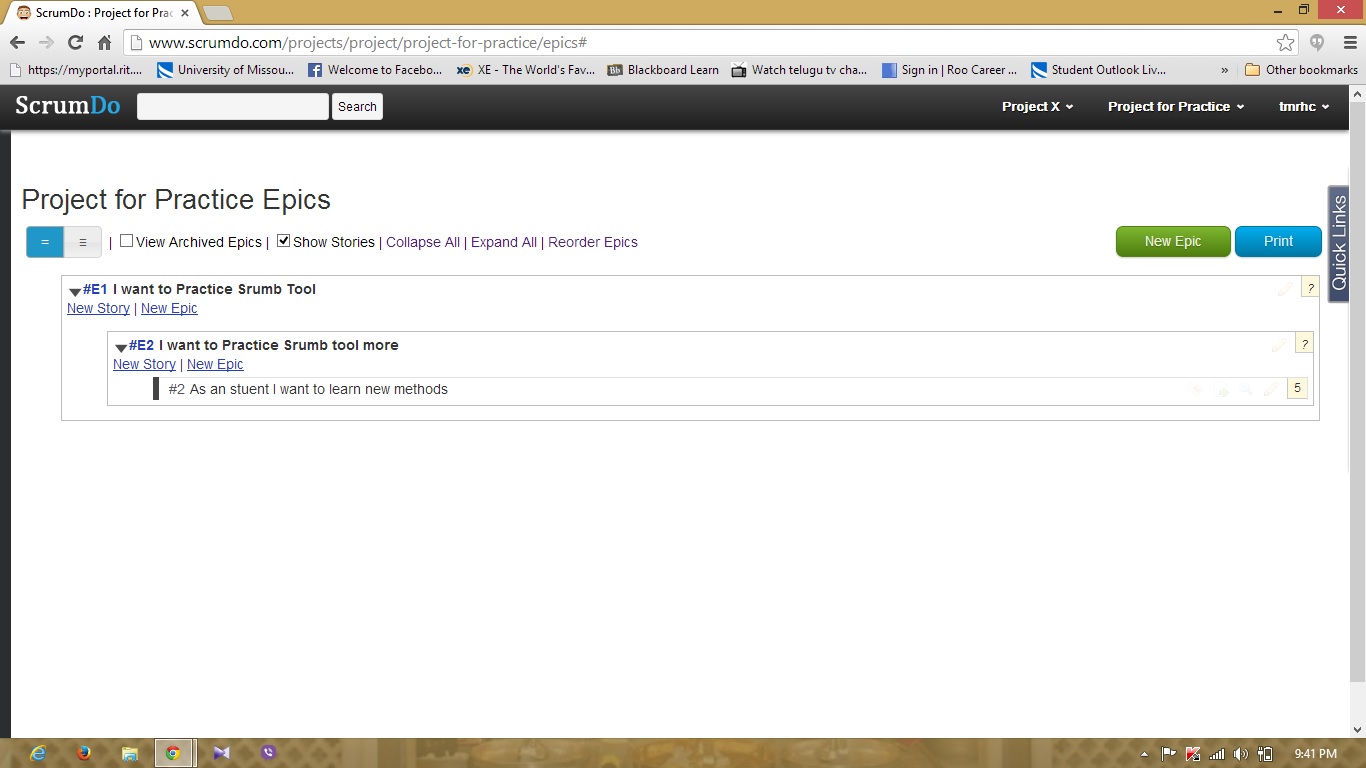 ScrumDo : Project for Prac
www.scrumdo.com/projects/project/project-for-practice/epics#
https://myportal.rit.... University of Missou... Welcome to Facebo... XE - The World's Fav... Blackboard Learn Watch telugu tv cha... Sign in | Roo Career ... Student Outlook Liv... » Other bookmarks
ScrumDo Search Project X Project for Practice tmrhc
Project for Practice Epics
| View Archived Epics | Show Stories | Collapse All | Expand All | Reorder Epics New Epic Print
Quick Links
#E1 I want to Practice Srumb Tool ?
New Story | New Epic
#E2 I want to Practice Srumb tool more ?
New Story | New Epic
#2 As an stuent I want to learn new methods 5
9:41 PM